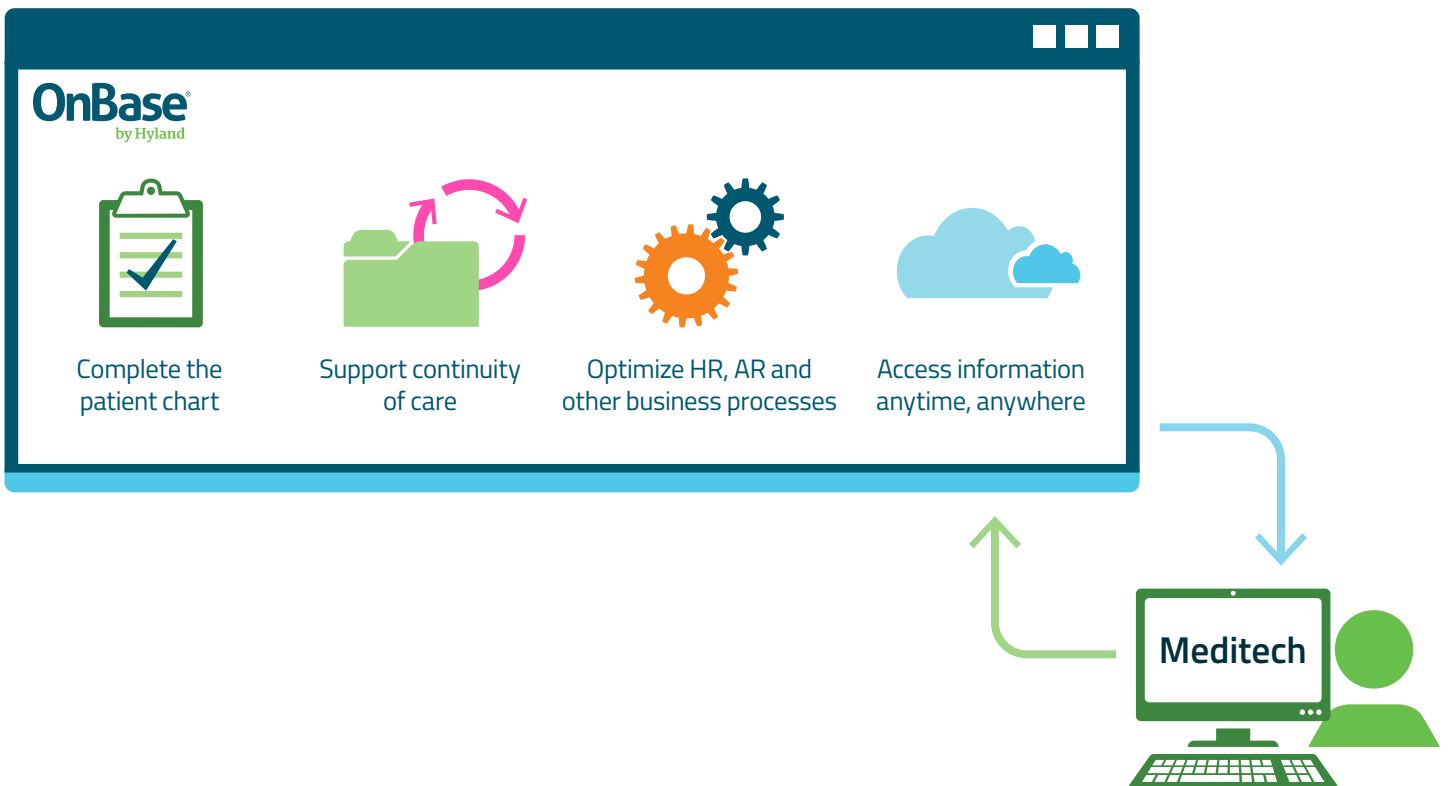 OnBase®
by Hyland
Complete the
patient chart
Support continuity
of care
Optimize HR, AR and
other business processes
Access information
anytime, anywhere
Meditech